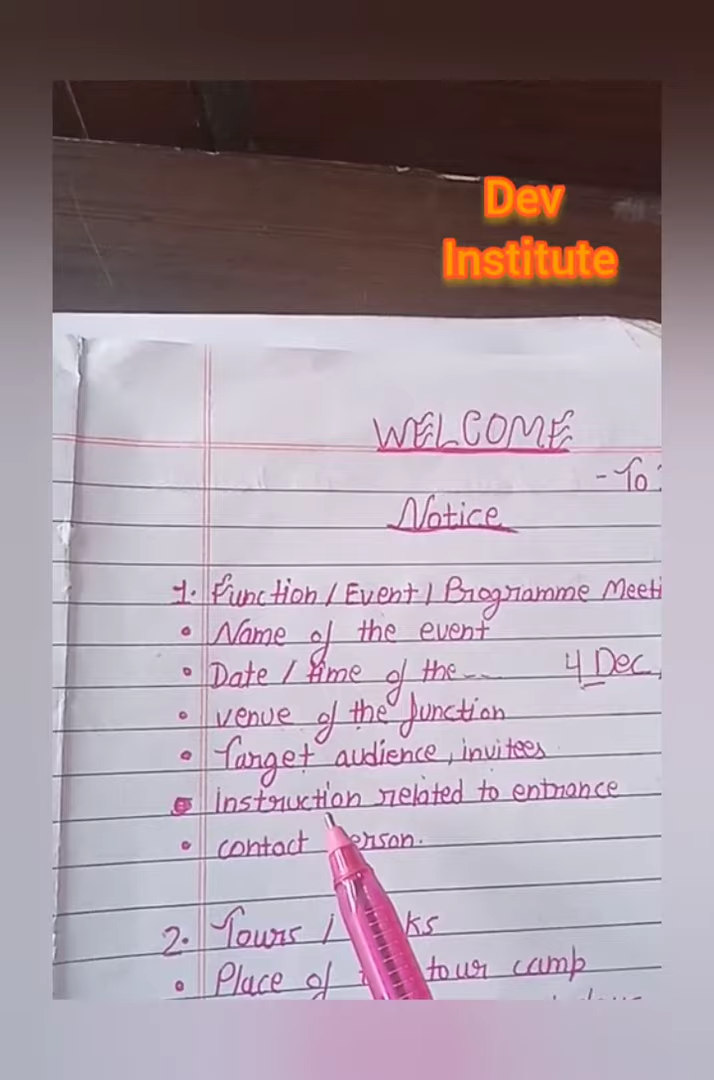 Dev
Institute
WELCOME
- To
Notice
1. Function / Event / Programme Meeti
• Name of the event
• Date / time of the -- 4 Dec,
• venue of the function
• Target audience, invitees
• instruction related to entrance
• contact erson.
2. Tours / ks
• Place of tour camp